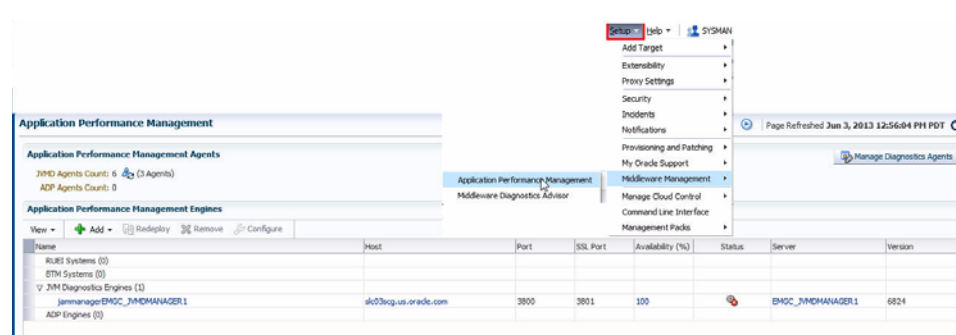 Setup Help SYSMAN
Add Target
Extensibility
Proxy Settings
Security
Incidents
Notifications
Provisioning and Patching
My Oracle Support
Middleware Management
Manage Cloud Control
Command Line Interface
Management Packs
Application Performance Management
Middleware Diagnostics Advisor
Application Performance Management
Page Refreshed Jun 3, 2013 12:56:04 PM PDT
Application Performance Management Agents
Manage Diagnostics Agents
JVMD Agents Count: 6 (3 Agents)
ADP Agents Count: 0
Application Performance Management Engines
View Add Redeploy Remove Configure
Name Host Port SSL Port Availability (%) Status Server Version
RUEI Systems (0)
BTM Systems (0)
JVM Diagnostics Engines (1)
jammanagerEMGC_JVMDMANAGER1 slc03scg.us.oracle.com 3800 3801 100 EMGC_JVMDMANAGER1 6824
ADP Engines (0)